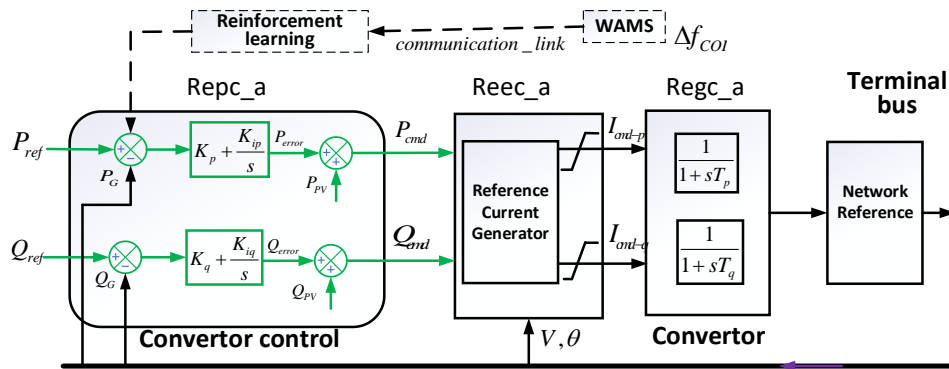 Reinforcement
learning
WAMS
Δf_COI
communication_link
Repc_a
Reec_a
Regc_a
Terminal
bus
P_ref
+
−
P_G
K_p + K_ip/s
P_error
+
+
P_PV
P_cmd
I_cmd-p
1/(1+sT_p)
Reference
Current
Generator
Network
Reference
Q_ref
+
−
Q_G
K_q + K_iq/s
Q_error
+
+
Q_PV
Q_cmd
I_cmd-q
1/(1+sT_q)
Convertor control
V,θ
Convertor